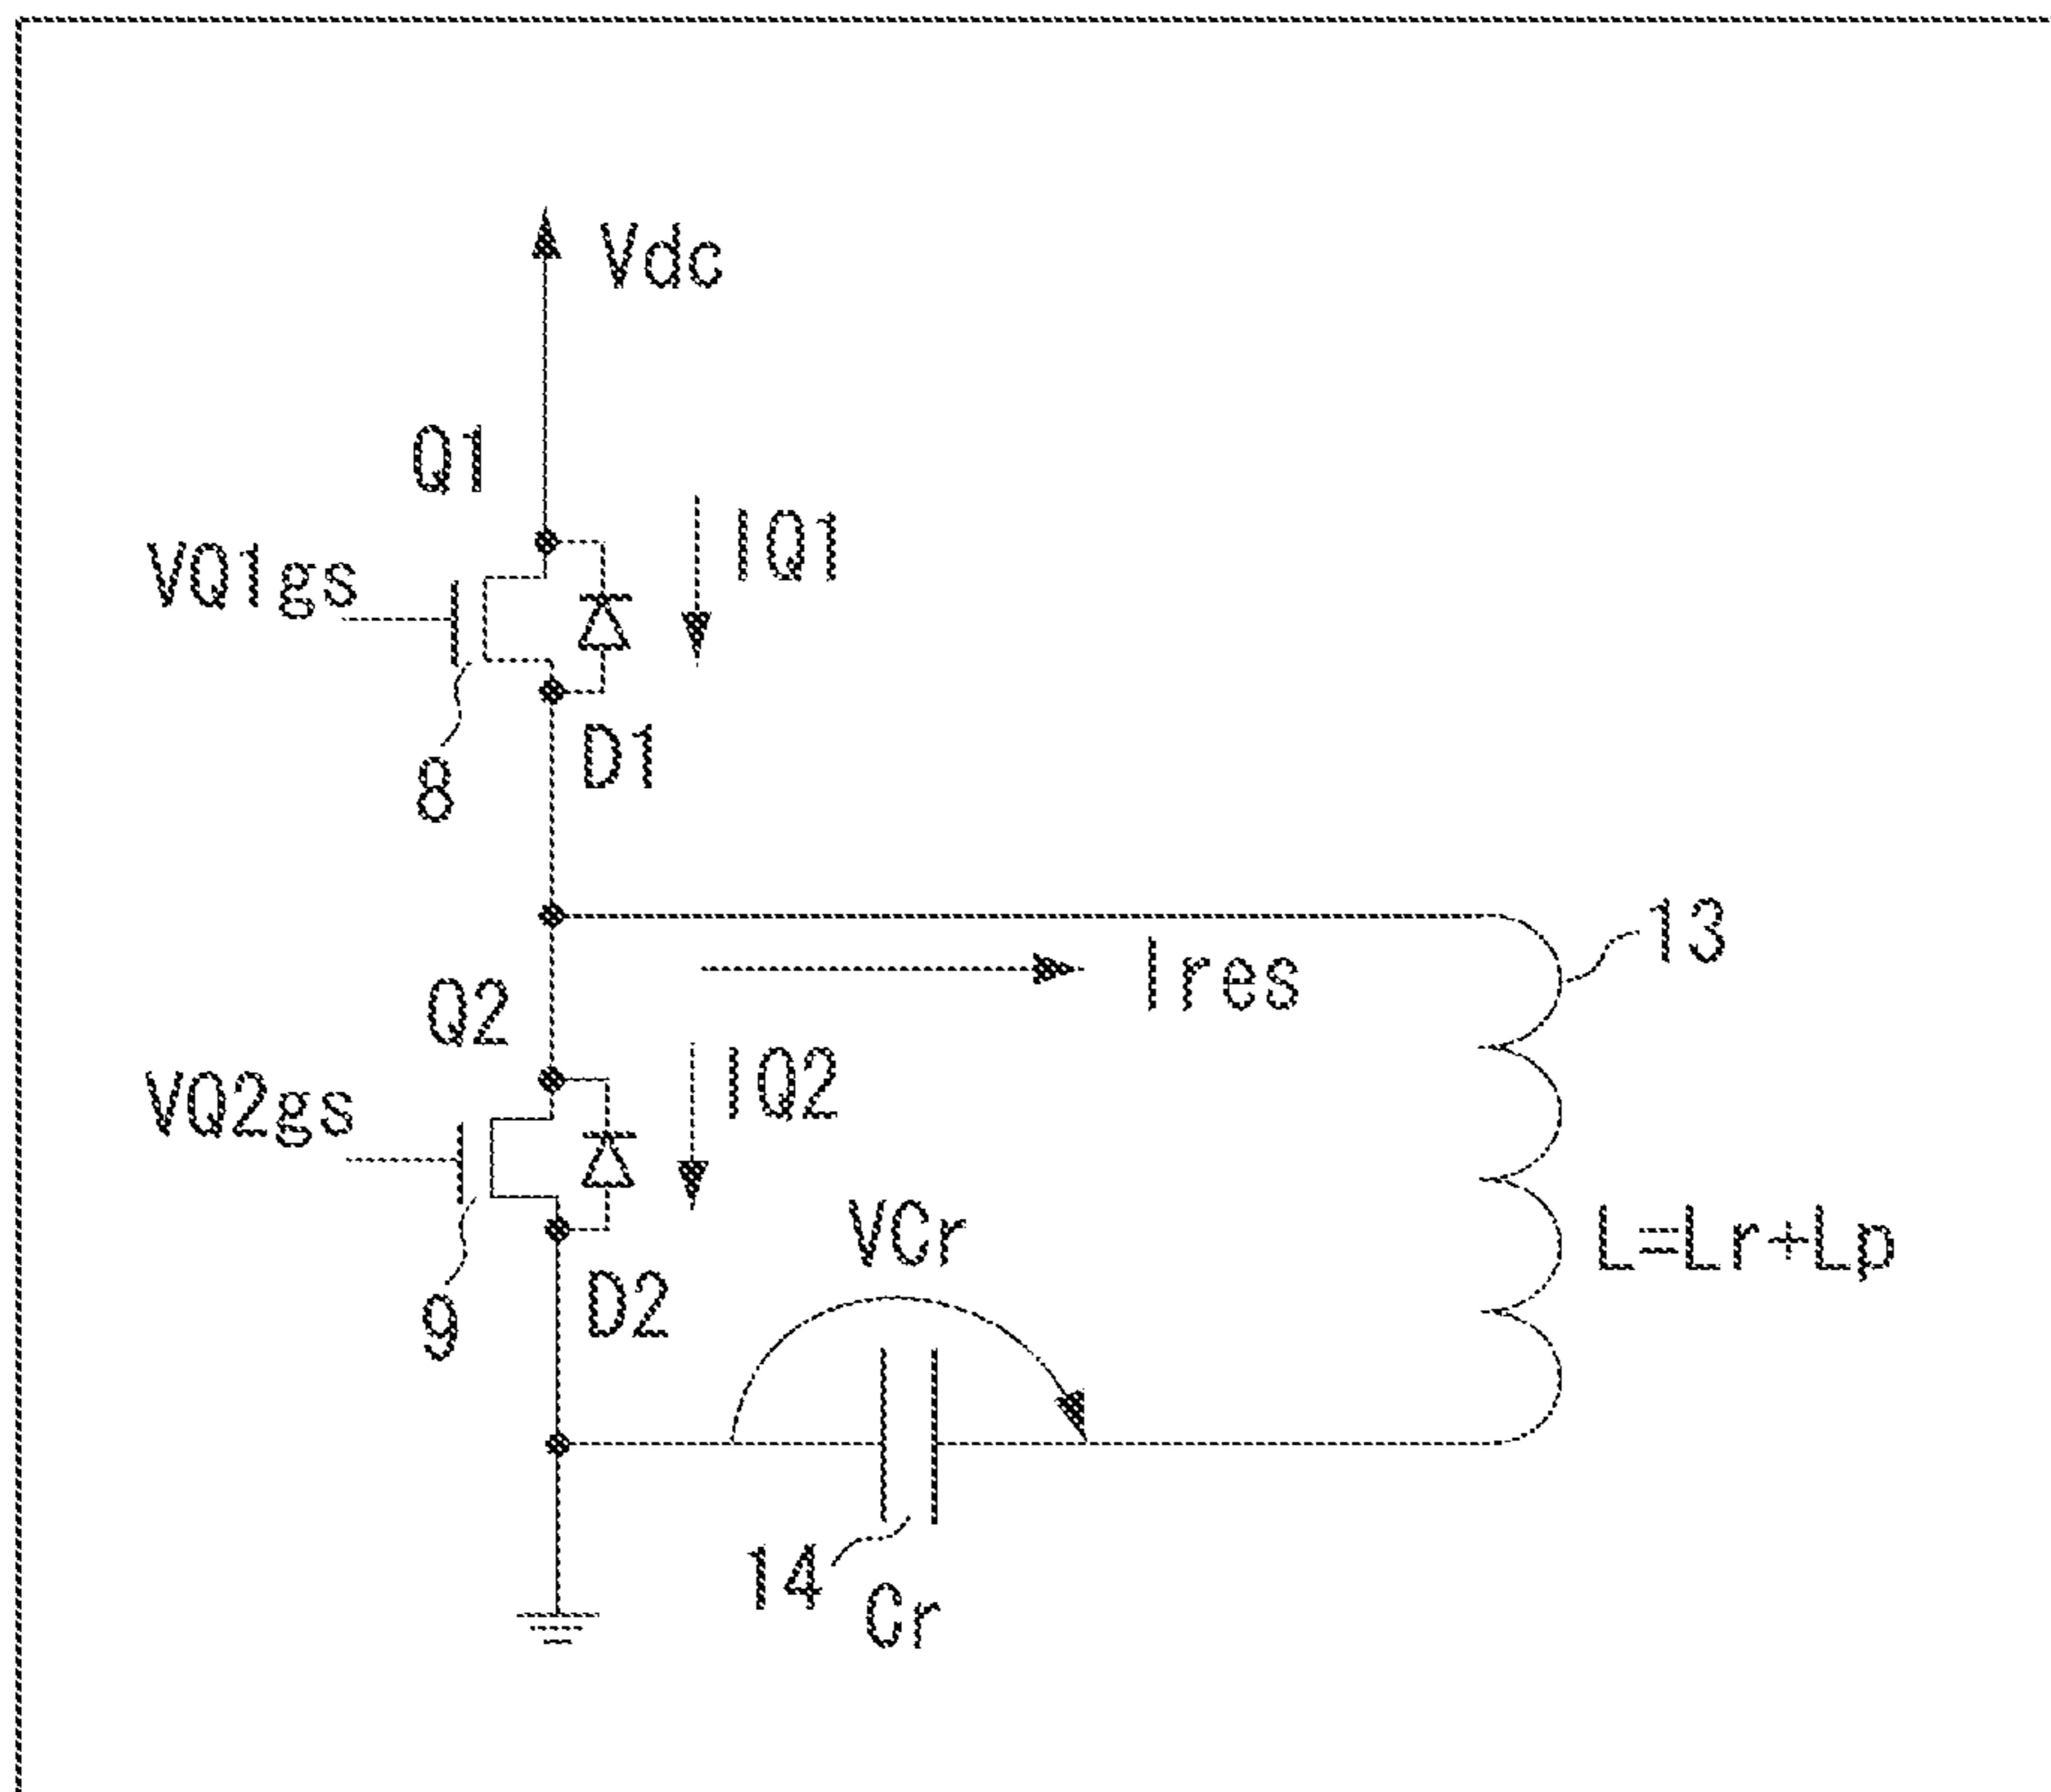 Vdc
Q1
IQ1
VQ1gs
D1
8
13
Ires
Q2
IQ2
VQ2gs
VCr
L=Lr+Lp
D2
9
14
Cr